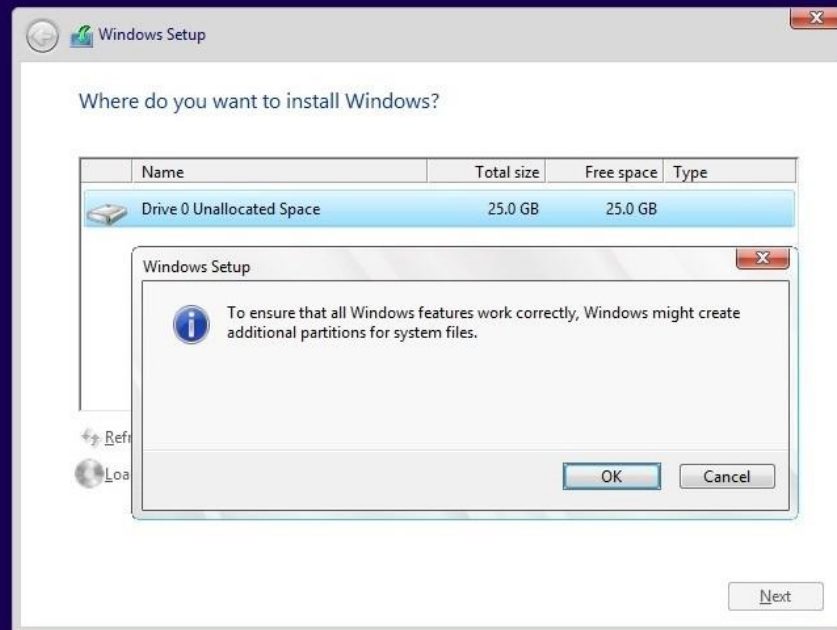 Windows Setup
Where do you want to install Windows?
Name Total size Free space Type
Drive 0 Unallocated Space 25.0 GB 25.0 GB
Windows Setup
To ensure that all Windows features work correctly, Windows might create
additional partitions for system files.
Refr
Loa
OK Cancel
Next